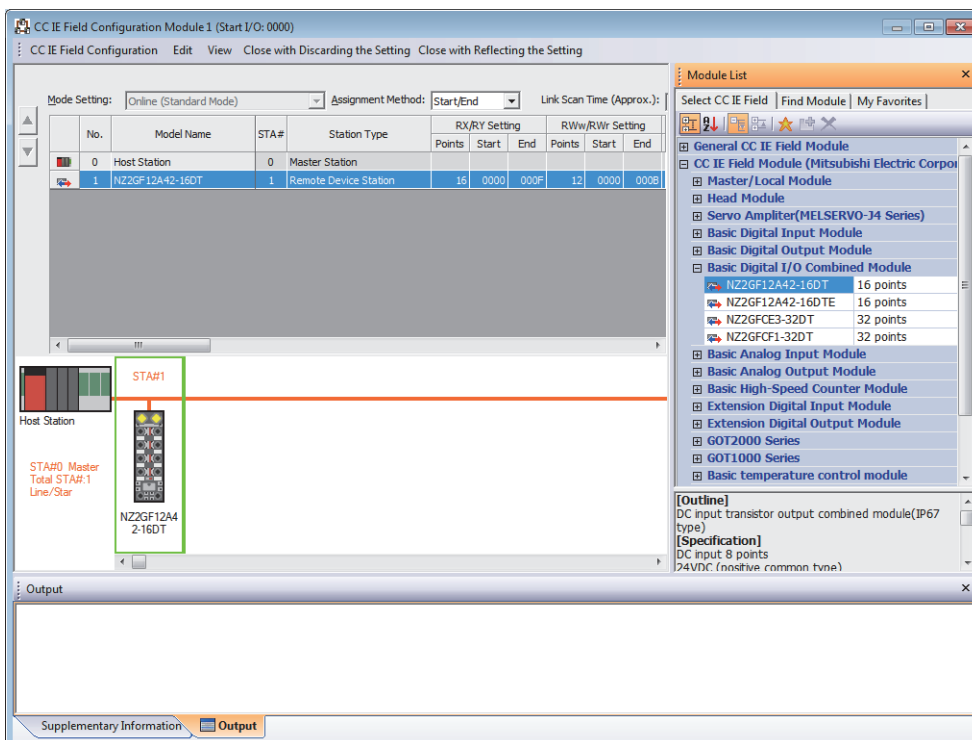 CC IE Field Configuration Module 1 (Start I/O: 0000)
CC IE Field Configuration Edit View Close with Discarding the Setting Close with Reflecting the Setting
Mode Setting: Online (Standard Mode) Assignment Method: Start/End Link Scan Time (Approx.):
No. Model Name STA# Station Type RX/RY Setting RWw/RWr Setting
Points Start End Points Start End
0 Host Station 0 Master Station
1 NZ2GF12A42-16DT 1 Remote Device Station 16 0000 000F 12 0000 000B
STA#1
Host Station
STA#0 Master
Total STA#:1
Line/Star
NZ2GF12A4
2-16DT
Module List
Select CC IE Field Find Module My Favorites
General CC IE Field Module
CC IE Field Module (Mitsubishi Electric Corpor
Master/Local Module
Head Module
Servo Ampliter(MELSERVO-J4 Series)
Basic Digital Input Module
Basic Digital Output Module
Basic Digital I/O Combined Module
NZ2GF12A42-16DT 16 points
NZ2GF12A42-16DTE 16 points
NZ2GFCE3-32DT 32 points
NZ2GFCF1-32DT 32 points
Basic Analog Input Module
Basic Analog Output Module
Basic High-Speed Counter Module
Extension Digital Input Module
Extension Digital Output Module
GOT2000 Series
GOT1000 Series
Basic temperature control module
[Outline]
DC input transistor output combined module(IP67
type)
[Specification]
DC input 8 points
24VDC (positive common type)
Output
Supplementary Information Output